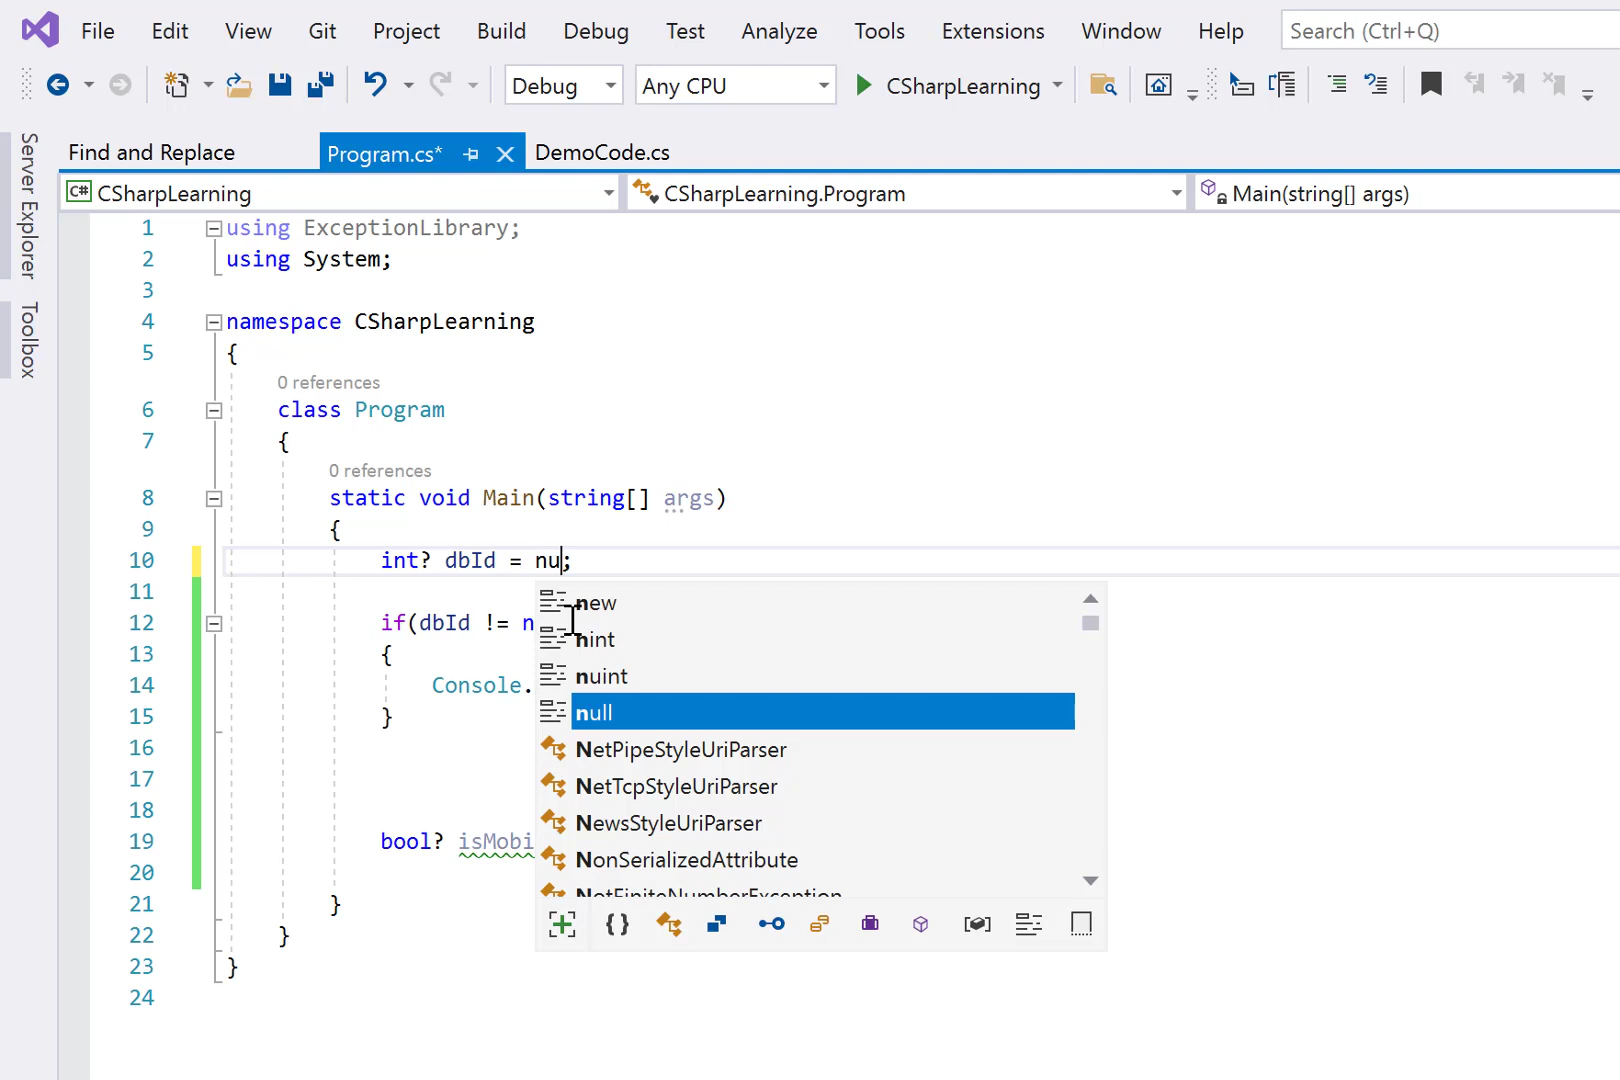 File Edit View Git Project Build Debug Test Analyze Tools Extensions Window Help Search (Ctrl+Q)
Debug Any CPU CSharpLearning
Server Explorer
Toolbox
Find and Replace Program.cs* DemoCode.cs
C# CSharpLearning CSharpLearning.Program Main(string[] args)
1 using ExceptionLibrary;
2 using System;
3
4 namespace CSharpLearning
5 {
0 references
6 class Program
7 {
0 references
8 static void Main(string[] args)
9 {
10 int? dbId = nu;
11
12 if(dbId != n
13 {
14 Console.
15 }
16
17
18
19 bool? isMobi
20
21 }
22 }
23 }
24
new
nint
nuint
null
NetPipeStyleUriParser
NetTcpStyleUriParser
NewsStyleUriParser
NonSerializedAttribute
NotFiniteNumberException